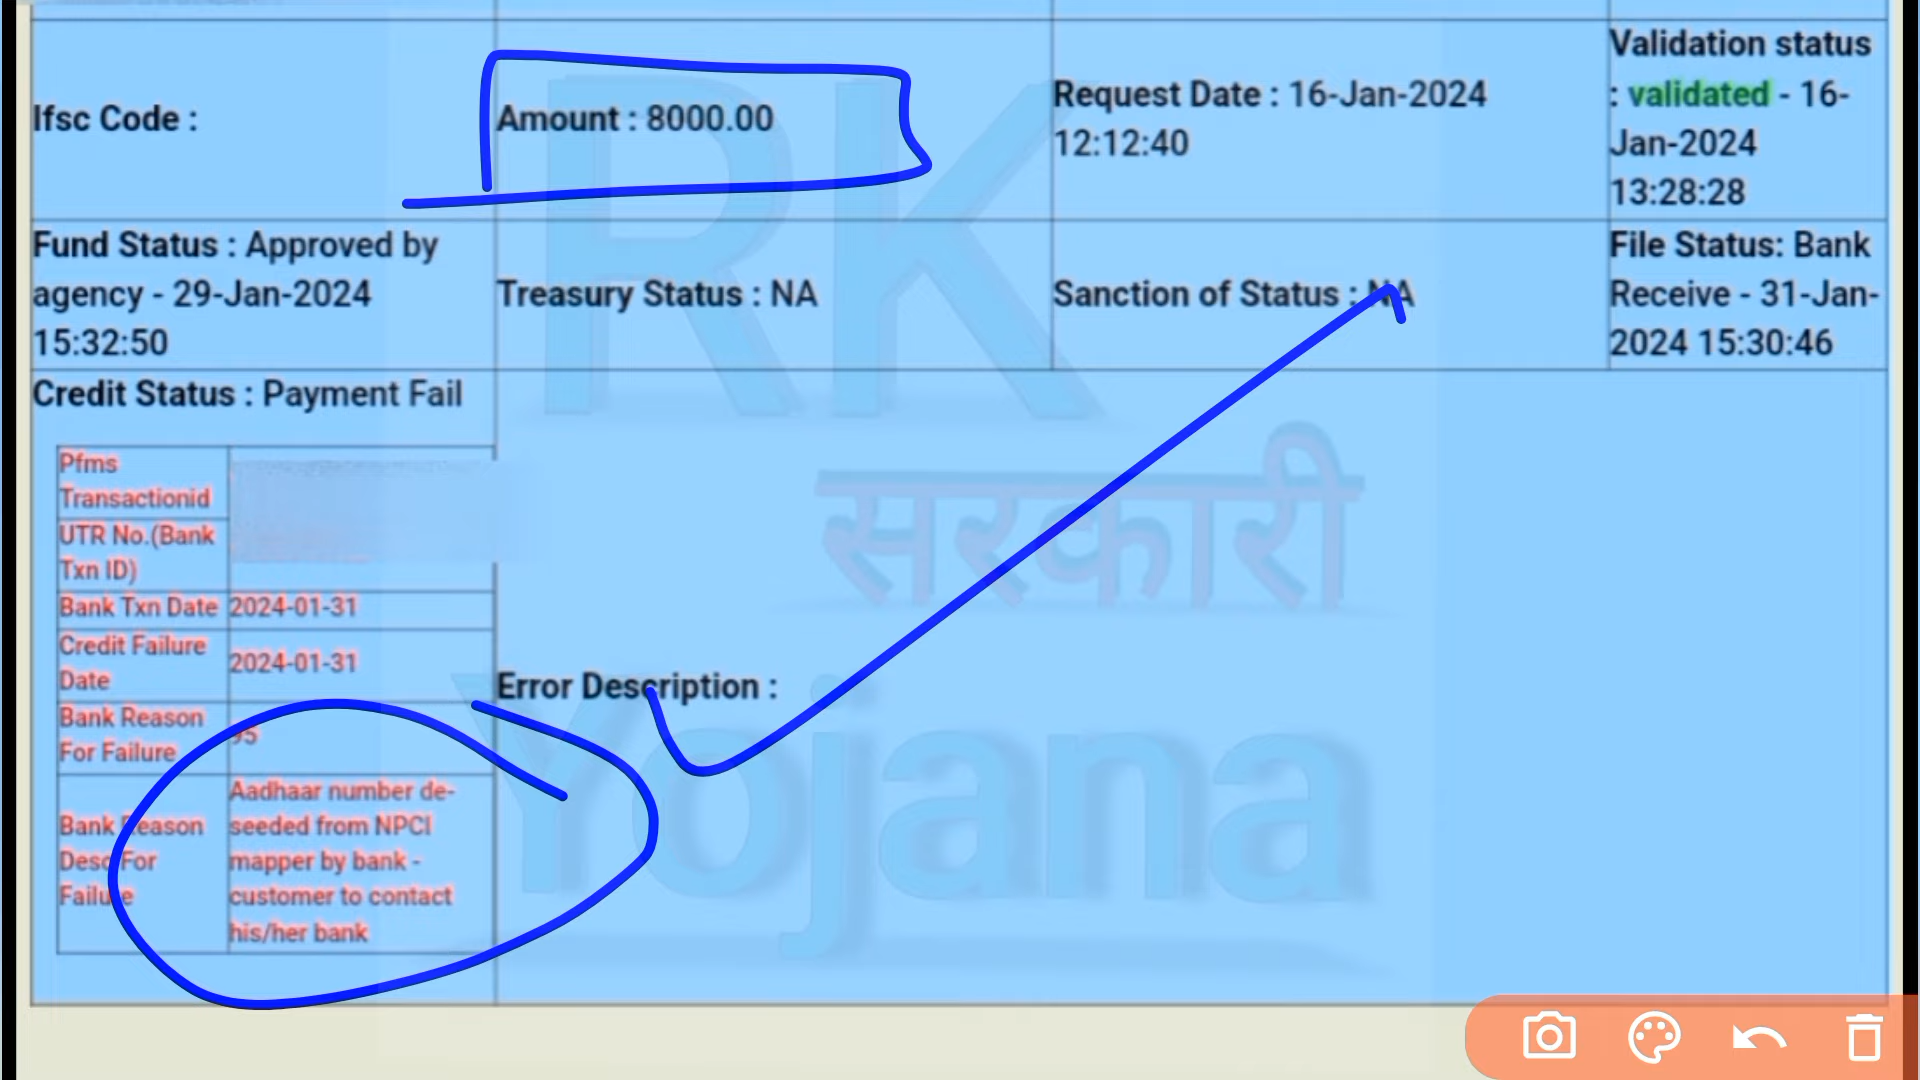 Ifsc Code :
Amount : 8000.00
Request Date : 16-Jan-2024
12:12:40
Validation status
: validated - 16-
Jan-2024
13:28:28
Fund Status : Approved by
agency - 29-Jan-2024
15:32:50
Treasury Status : NA
Sanction of Status : NA
File Status: Bank
Receive - 31-Jan-
2024 15:30:46
Credit Status : Payment Fail
Pfms
Transactionid
UTR No.(Bank
Txn ID)
Bank Txn Date 2024-01-31
Credit Failure
Date
2024-01-31
Bank Reason
For Failure
95
Bank Reason
Desc For
Failure
Aadhaar number de-
seeded from NPCI
mapper by bank -
customer to contact
his/her bank
Error Description :
RK
सरकारी
Yojana